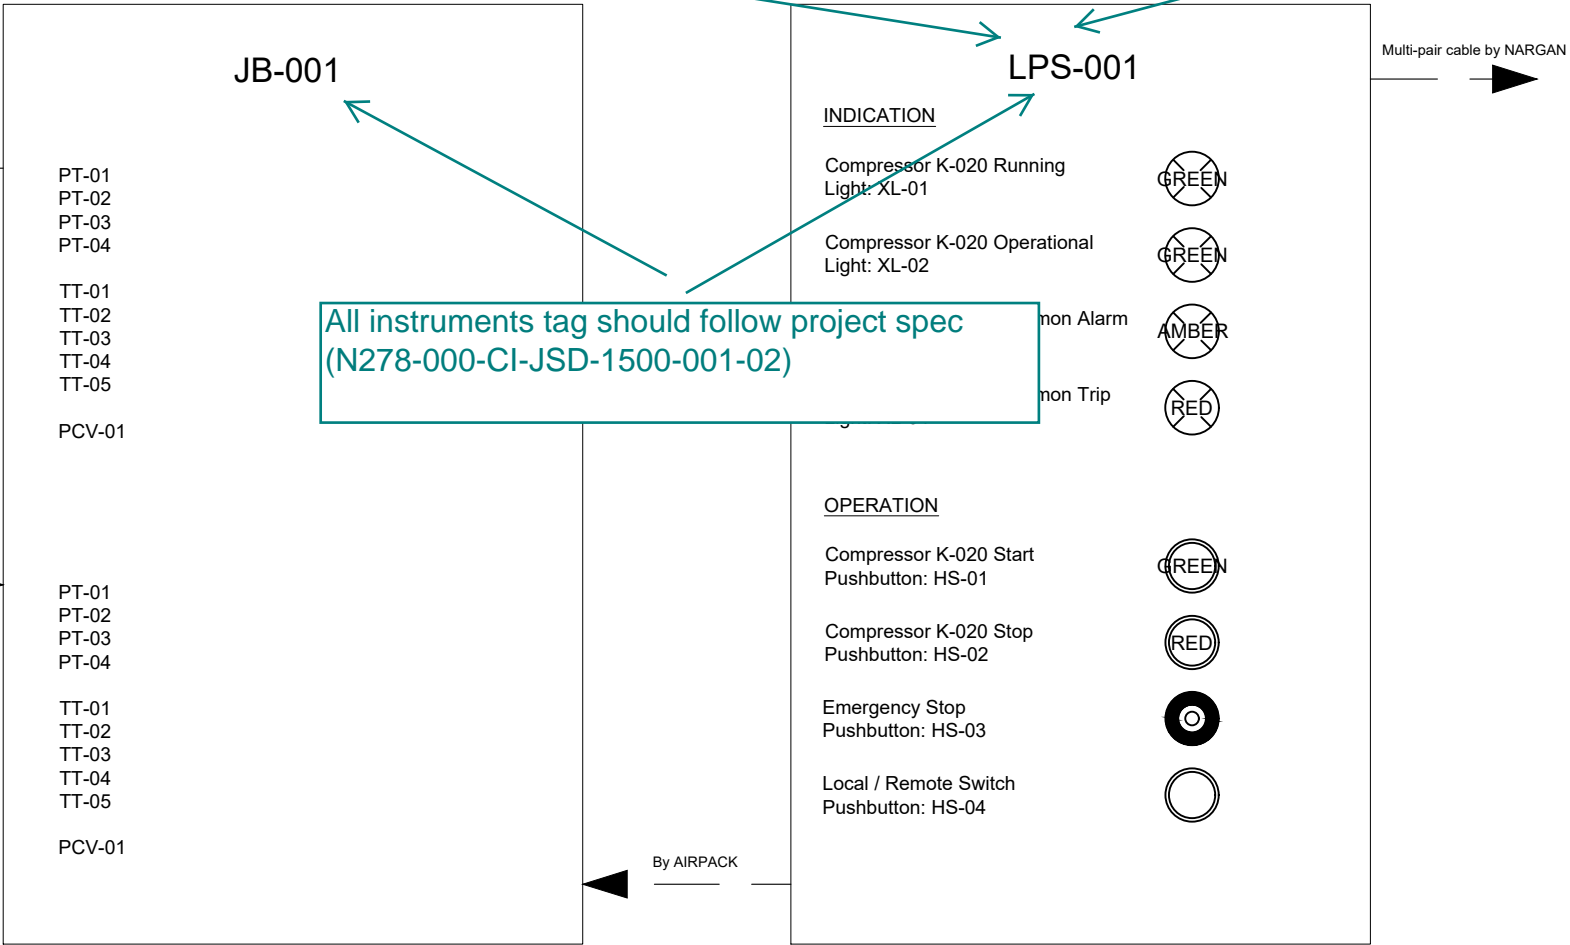 JB-001
PT-01
PT-02
PT-03
PT-04
TT-01
TT-02
TT-03
TT-04
TT-05
PCV-01
PT-01
PT-02
PT-03
PT-04
TT-01
TT-02
TT-03
TT-04
TT-05
PCV-01
All instruments tag should follow project spec
(N278-000-CI-JSD-1500-001-02)
By AIRPACK
LPS-001
INDICATION
Compressor K-020 Running
Light: XL-01
GREEN
Compressor K-020 Operational
Light: XL-02
GREEN
Alarm
AMBER
Trip
RED
OPERATION
Compressor K-020 Start
Pushbutton: HS-01
GREEN
Compressor K-020 Stop
Pushbutton: HS-02
RED
Emergency Stop
Pushbutton: HS-03
Local / Remote Switch
Pushbutton: HS-04
Multi-pair cable by NARGAN